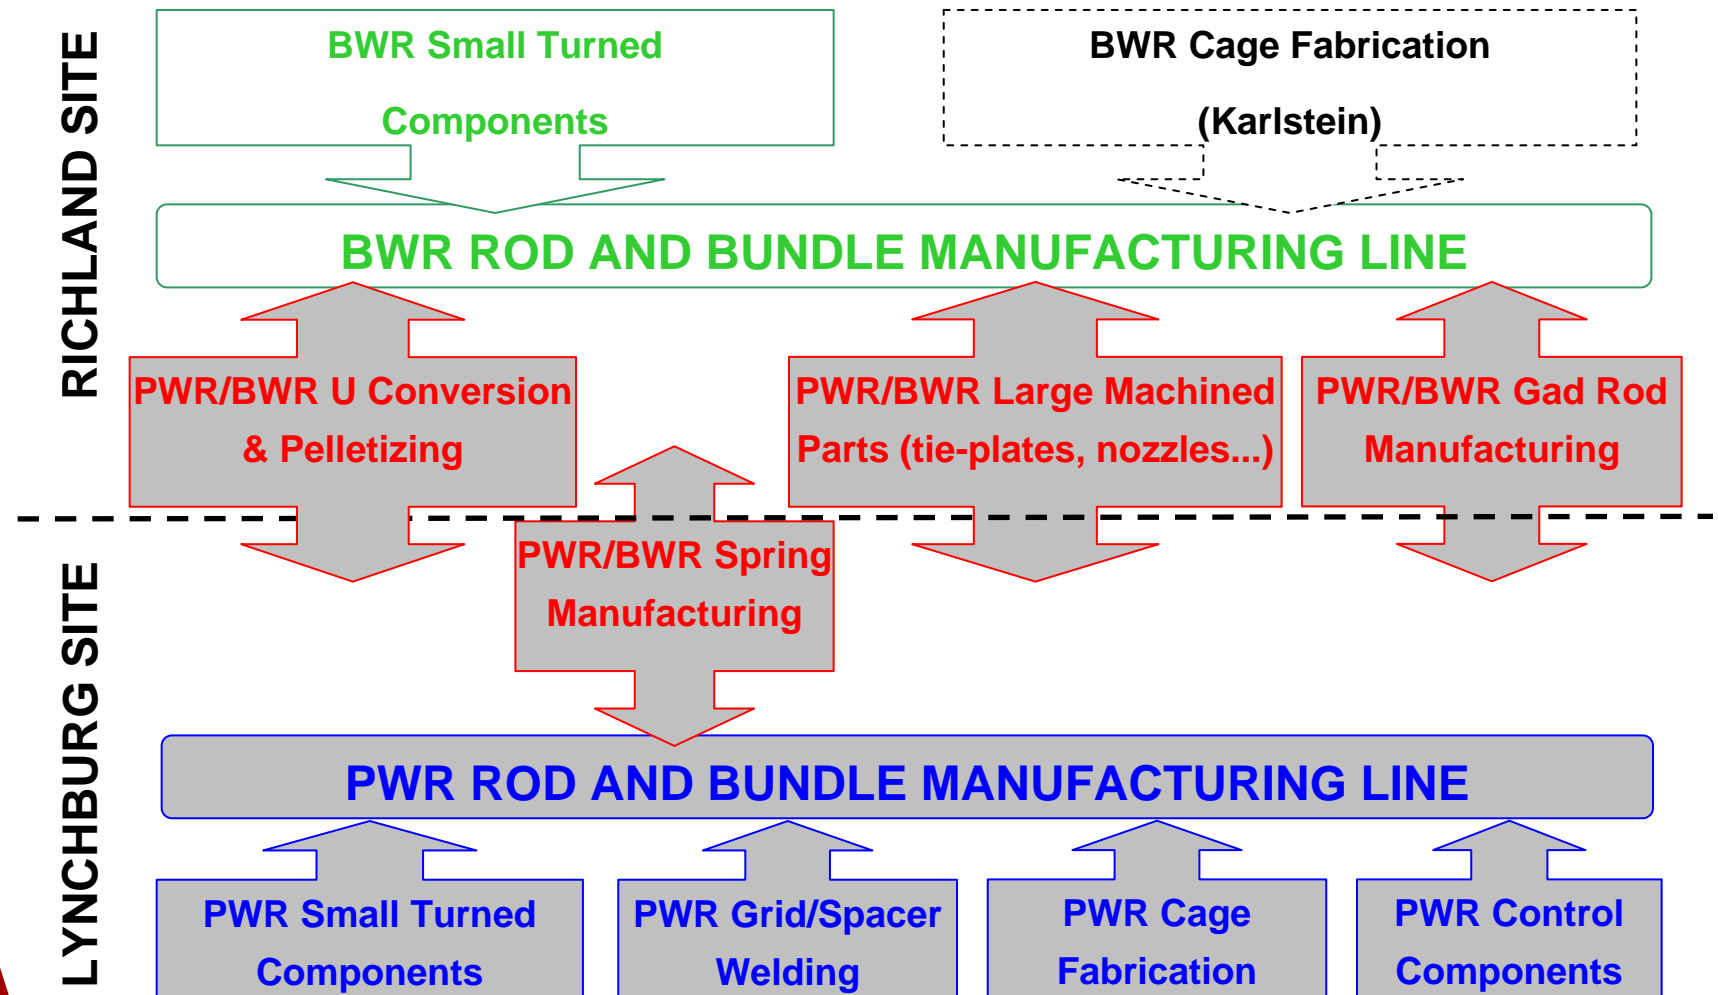 RICHLAND SITE
BWR Small Turned
Components
BWR Cage Fabrication
(Karlstein)
BWR ROD AND BUNDLE MANUFACTURING LINE
PWR/BWR U Conversion
& Pelletizing
PWR/BWR Large Machined
Parts (tie-plates, nozzles...)
PWR/BWR Gad Rod
Manufacturing
LYNCHBURG SITE
PWR/BWR Spring
Manufacturing
PWR ROD AND BUNDLE MANUFACTURING LINE
PWR Small Turned
Components
PWR Grid/Spacer
Welding
PWR Cage
Fabrication
PWR Control
Components